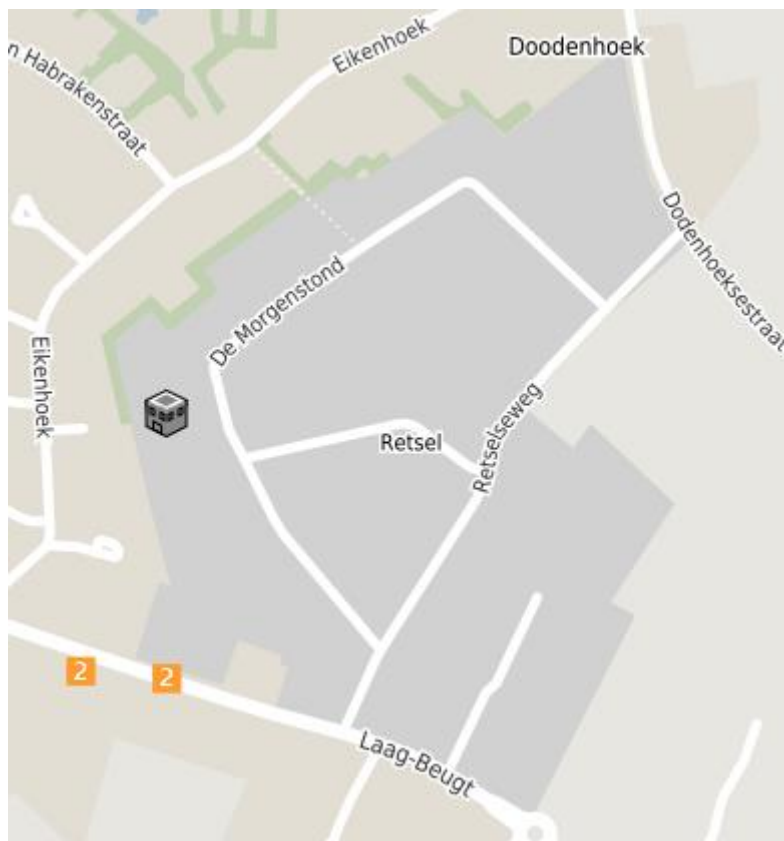 Eikenhoek
Doodenhoek
n Habrakenstraat
Dodenhoeksestraat
De Morgenstond
Eikenhoek
Retselseweg
Retsel
2
2
Laag-Beugt